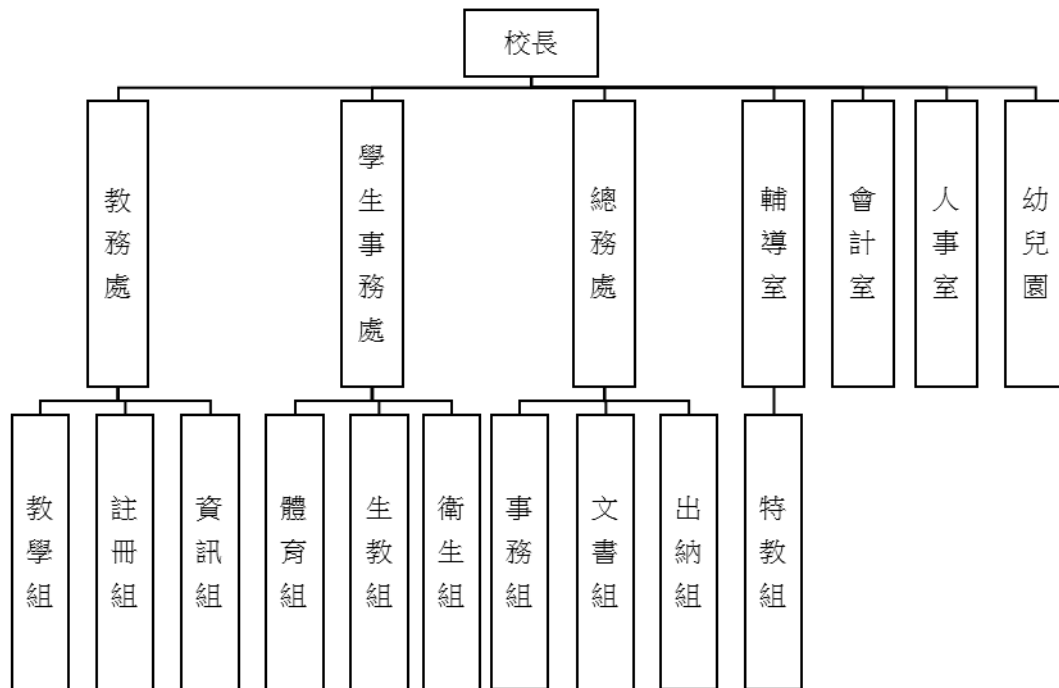 校長
教務處
學生事務處
總務處
輔導室
會計室
人事室
幼兒園
教學組
註冊組
資訊組
體育組
生教組
衛生組
事務組
文書組
出納組
特教組